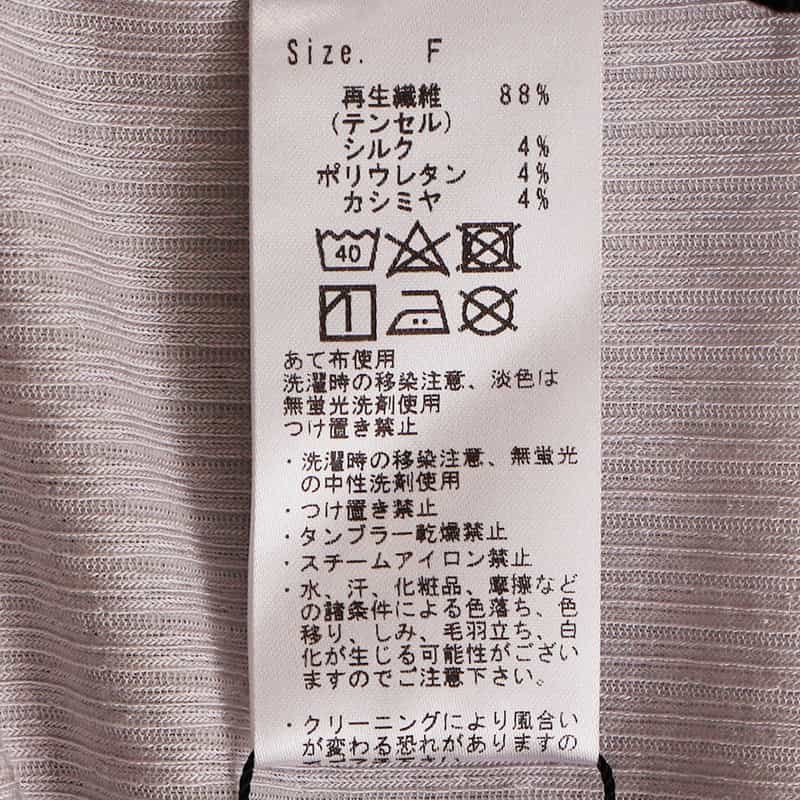 Size. F
再生繊維 88%
(テンセル)
シルク 4%
ポリウレタン 4%
カシミヤ 4%
40
あて布使用
洗濯時の移染注意、淡色は
無蛍光洗剤使用
つけ置き禁止
・洗濯時の移染注意、無蛍光
の中性洗剤使用
・つけ置き禁止
・タンブラー乾燥禁止
・スチームアイロン禁止
・水、汗、化粧品、摩擦など
の諸条件による色落ち、色
移り、しみ、毛羽立ち、白
化が生じる可能性がござい
ますのでご注意下さい。
・クリーニングにより風合い
が変わる恐れがありますの